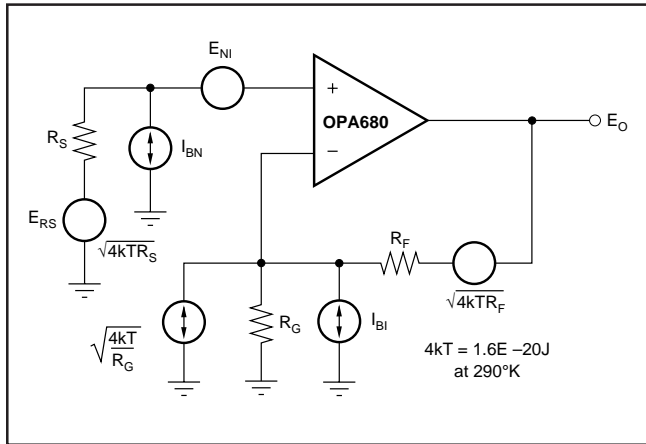 E_NI
+
OPA680
−
E_O
R_S
I_BN
E_RS
√4kTR_S
R_F
√4kTR_F
√4kT/R_G
R_G
I_BI
4kT = 1.6E –20J
at 290°K